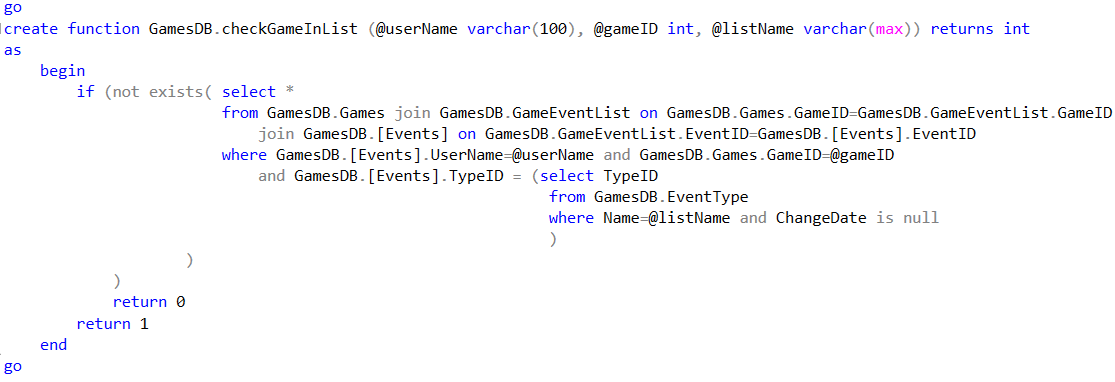 go
create function GamesDB.checkGameInList (@userName varchar(100), @gameID int, @listName varchar(max)) returns int
as
begin
if (not exists( select *
from GamesDB.Games join GamesDB.GameEventList on GamesDB.Games.GameID=GamesDB.GameEventList.GameID
join GamesDB.[Events] on GamesDB.GameEventList.EventID=GamesDB.[Events].EventID
where GamesDB.[Events].UserName=@userName and GamesDB.Games.GameID=@gameID
and GamesDB.[Events].TypeID = (select TypeID
from GamesDB.EventType
where Name=@listName and ChangeDate is null
)
)
)
return 0
return 1
end
go